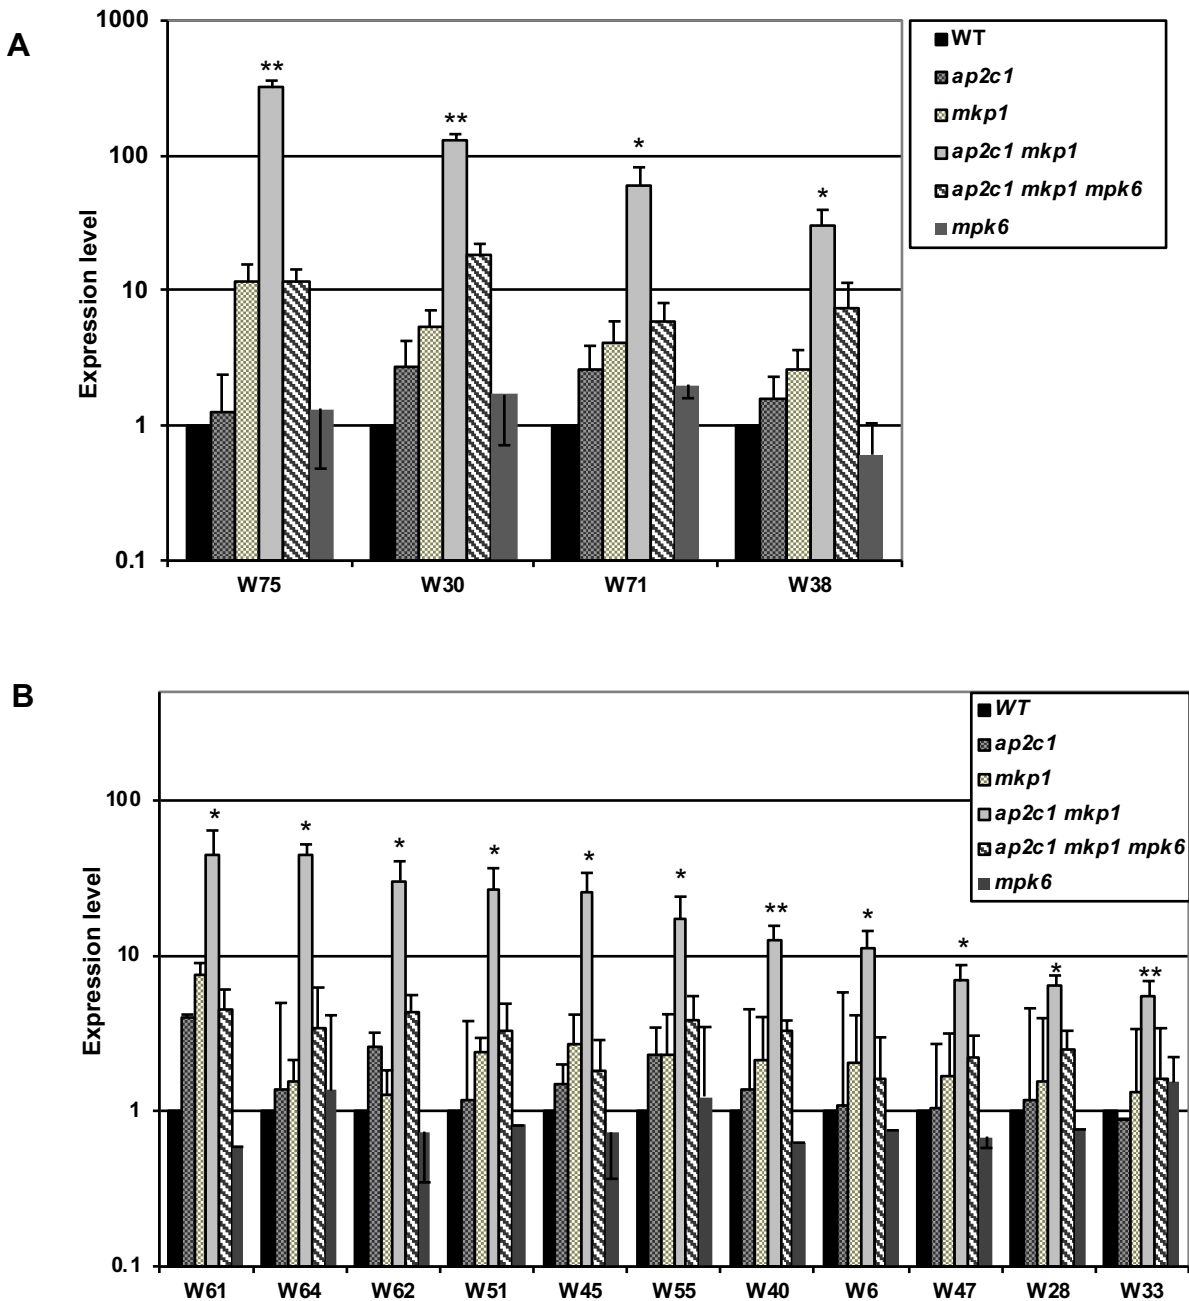 A
1000
100
10
1
0.1
Expression level
** ** * *
W75 W30 W71 W38
WT
ap2c1
mkp1
ap2c1 mkp1
ap2c1 mkp1 mpk6
mpk6
B
100
10
1
0.1
Expression level
* * * * * * ** * * * **
W61 W64 W62 W51 W45 W55 W40 W6 W47 W28 W33
WT
ap2c1
mkp1
ap2c1 mkp1
ap2c1 mkp1 mpk6
mpk6